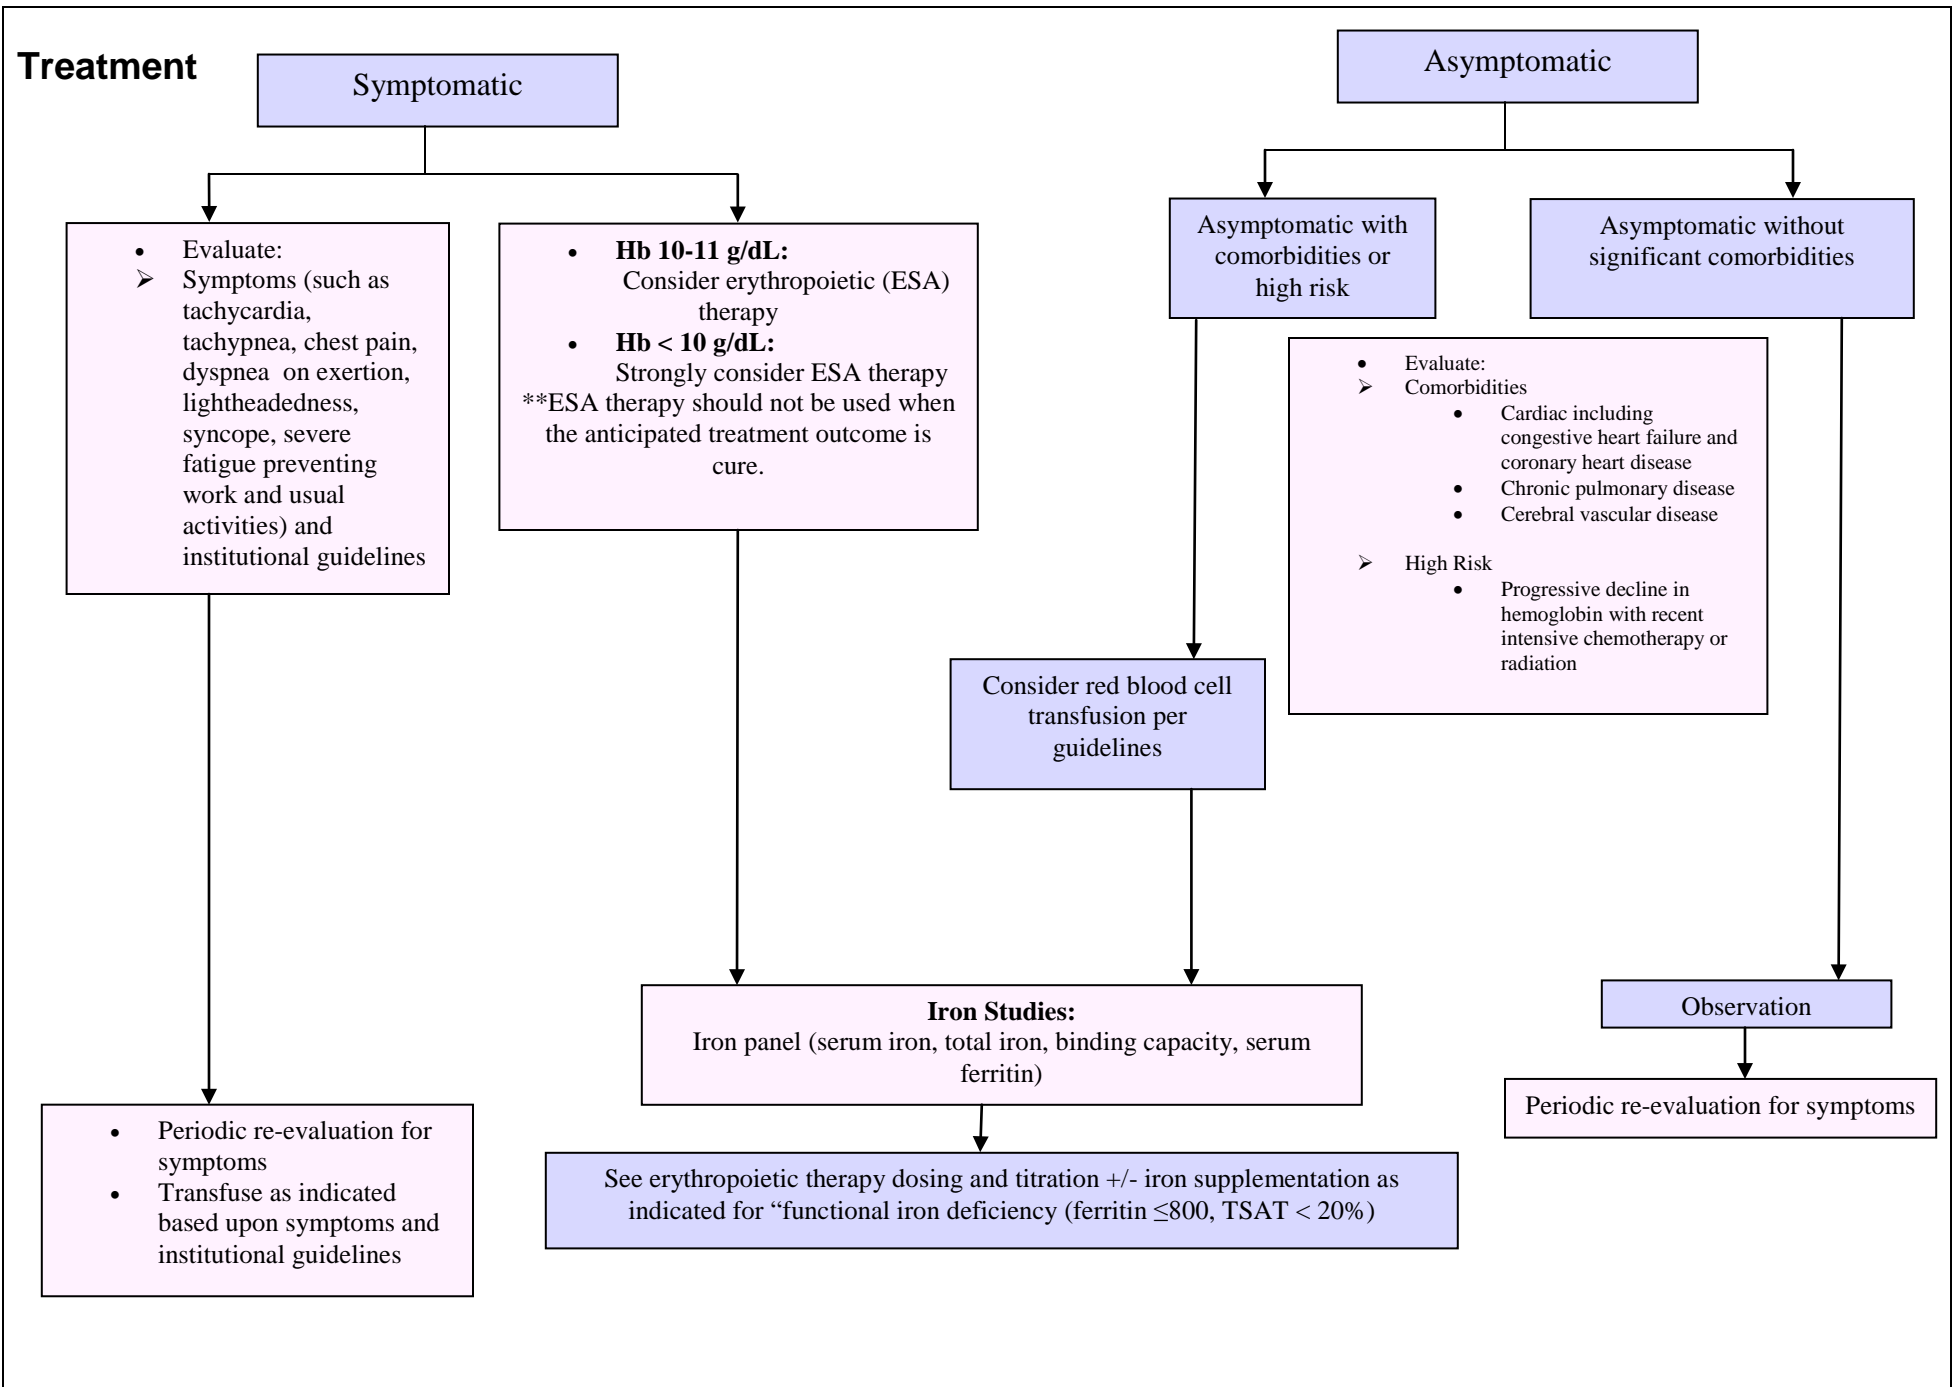 Treatment
Symptomatic
Asymptomatic
• Evaluate:
➢ Symptoms (such as
tachycardia,
tachypnea, chest pain,
dyspnea on exertion,
lightheadedness,
syncope, severe
fatigue preventing
work and usual
activities) and
institutional guidelines
• Hb 10-11 g/dL:
Consider erythropoietic (ESA)
therapy
• Hb < 10 g/dL:
Strongly consider ESA therapy
**ESA therapy should not be used when
the anticipated treatment outcome is
cure.
Asymptomatic with
comorbidities or
high risk
Asymptomatic without
significant comorbidities
• Evaluate:
➢ Comorbidities
• Cardiac including
congestive heart failure and
coronary heart disease
• Chronic pulmonary disease
• Cerebral vascular disease
➢ High Risk
• Progressive decline in
hemoglobin with recent
intensive chemotherapy or
radiation
Consider red blood cell
transfusion per
guidelines
Iron Studies:
Iron panel (serum iron, total iron, binding capacity, serum
ferritin)
Observation
Periodic re-evaluation for symptoms
• Periodic re-evaluation for
symptoms
• Transfuse as indicated
based upon symptoms and
institutional guidelines
See erythropoietic therapy dosing and titration +/- iron supplementation as
indicated for “functional iron deficiency (ferritin ≤800, TSAT < 20%)